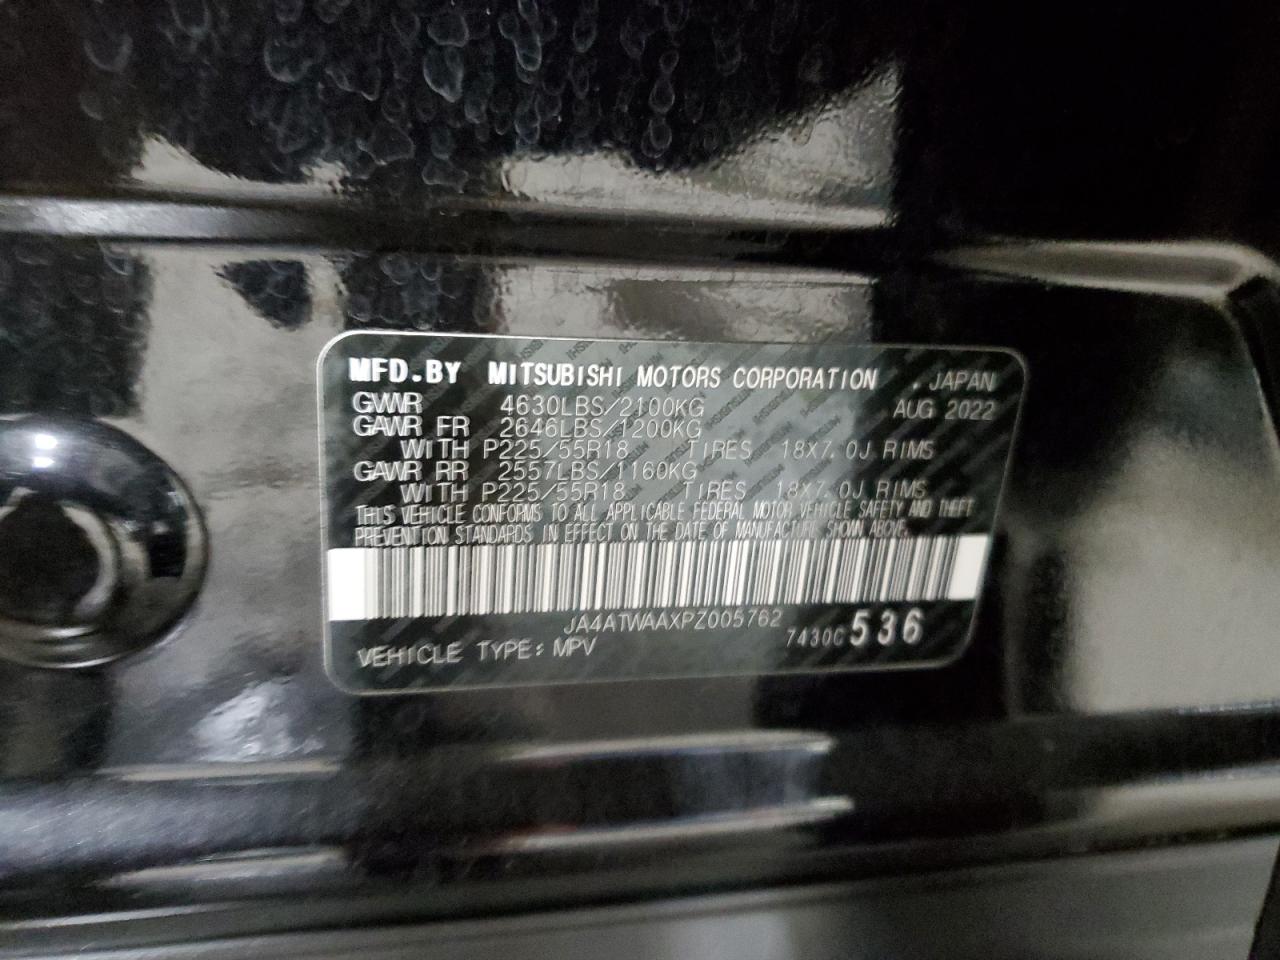 MFD.BY MITSUBISHI MOTORS CORPORATION . JAPAN
GVWR 4630LBS/2100KG AUG 2022
GAWR FR 2646LBS/1200KG
WITH P225/55R18 TIRES 18X7.0J RIMS
GAWR RR 2557LBS/1160KG
WITH P225/55R18 TIRES 18X7.0J RIMS
THIS VEHICLE CONFORMS TO ALL APPLICABLE FEDERAL MOTOR VEHICLE SAFETY AND THEFT
PREVENTION STANDARDS IN EFFECT ON THE DATE OF MANUFACTURE SHOWN ABOVE.
JA4ATWAAXPZ005762
VEHICLE TYPE: MPV 7430C 536